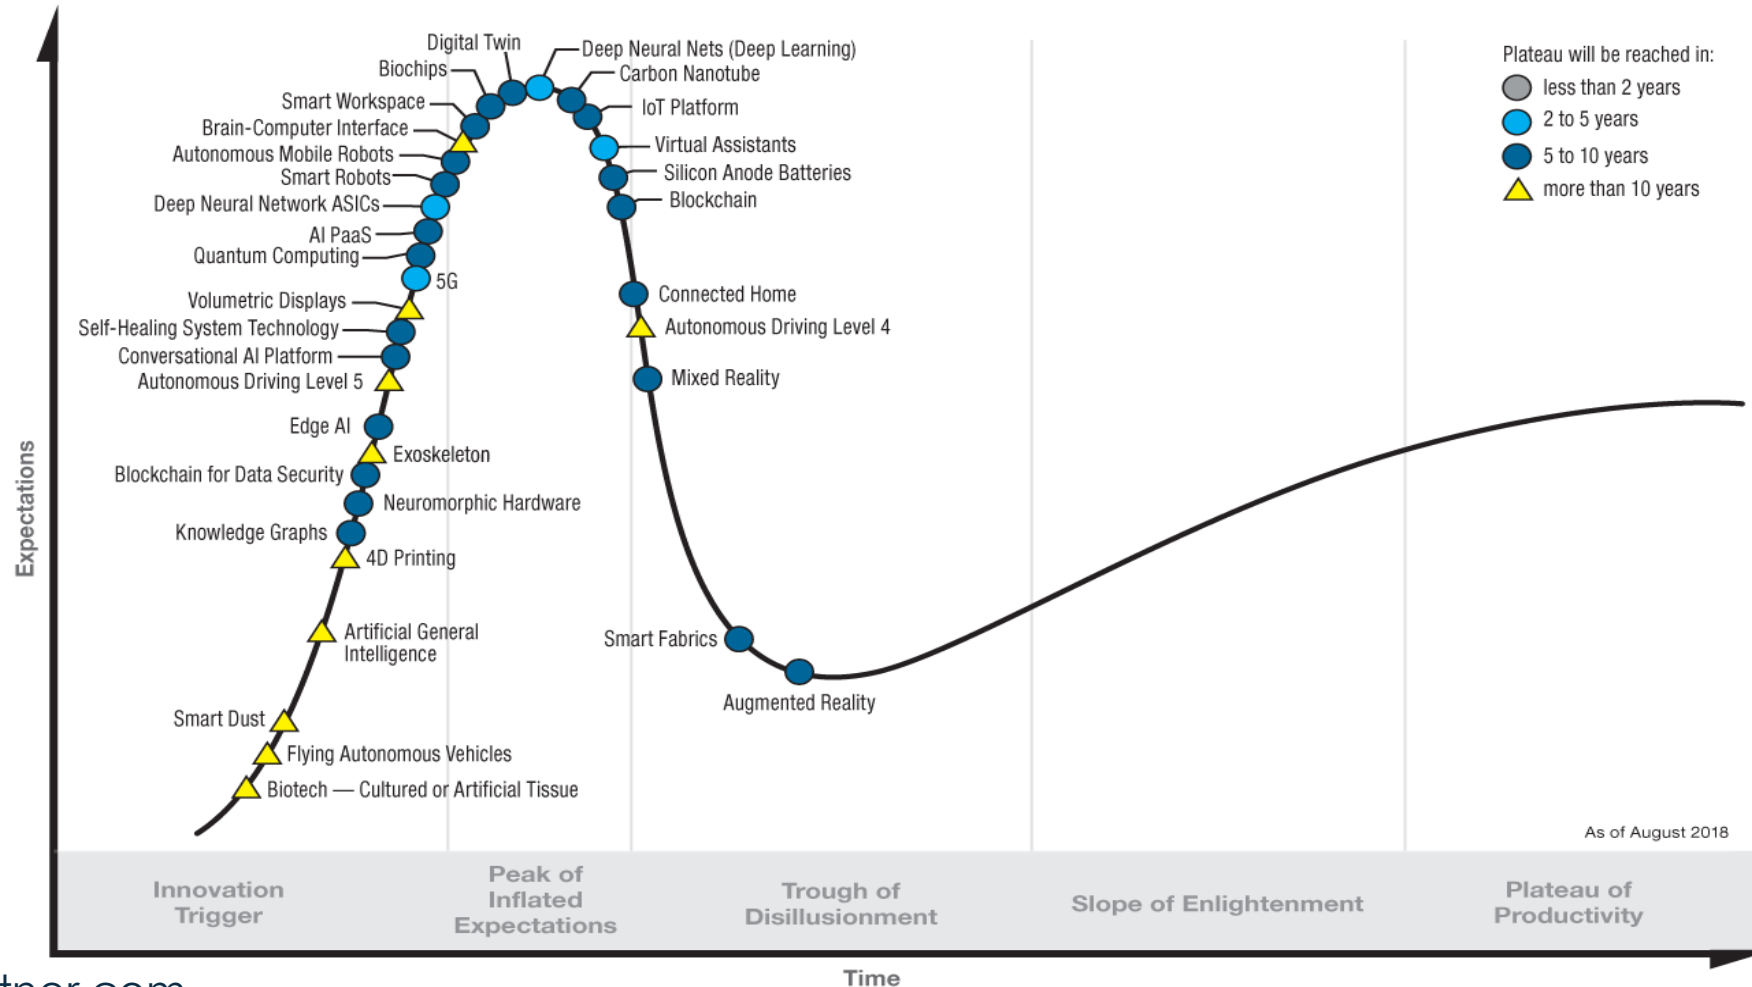 Digital Twin
Deep Neural Nets (Deep Learning)
Biochips
Carbon Nanotube
Smart Workspace
IoT Platform
Brain-Computer Interface
Virtual Assistants
Autonomous Mobile Robots
Silicon Anode Batteries
Smart Robots
Blockchain
Deep Neural Network ASICs
AI PaaS
Quantum Computing
5G
Volumetric Displays
Connected Home
Self-Healing System Technology
Autonomous Driving Level 4
Conversational AI Platform
Mixed Reality
Autonomous Driving Level 5
Edge AI
Exoskeleton
Blockchain for Data Security
Neuromorphic Hardware
Knowledge Graphs
4D Printing
Artificial General
Intelligence
Smart Fabrics
Augmented Reality
Smart Dust
Flying Autonomous Vehicles
Biotech — Cultured or Artificial Tissue
Plateau will be reached in:
less than 2 years
2 to 5 years
5 to 10 years
more than 10 years
As of August 2018
Expectations
Innovation
Trigger
Peak of
Inflated
Expectations
Trough of
Disillusionment
Slope of Enlightenment
Plateau of
Productivity
Time